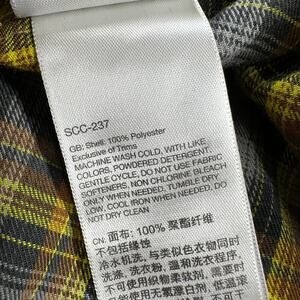 SCC-237
GB: Shell: 100% Polyester
Exclusive of Trims
MACHINE WASH COLD, WITH LIKE
COLORS, POWDERED DETERGENT,
GENTLE CYCLE, DO NOT USE FABRIC
SOFTENERS, NON CHLORINE BLEACH
ONLY WHEN NEEDED, TUMBLE DRY
LOW, COOL IRON WHEN NEEDED, TO
NOT DRY CLEAN
CN: 面布: 100% 聚酯纤维
不包括缘蚀
冷水机洗、与类似色衣物同时
洗涤、洗衣粉、温和洗衣程序、
不可使用织物柔软剂、需要时